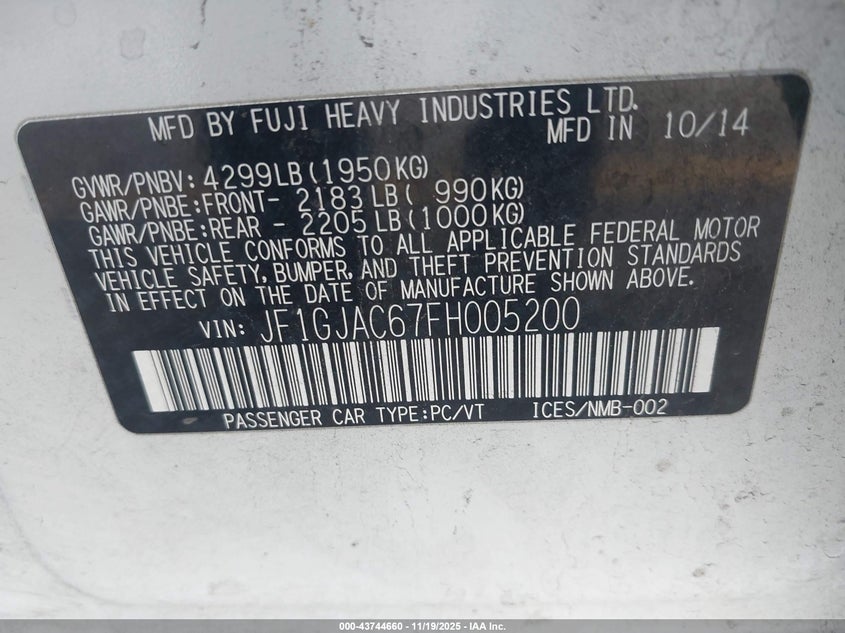 MFD BY FUJI HEAVY INDUSTRIES LTD.
MFD IN 10/14
GVWR/PNBV: 4299LB(1950KG)
GAWR/PNBE:FRONT- 2183 LB( 990KG)
GAWR/PNBE:REAR - 2205 LB(1000KG)
THIS VEHICLE CONFORMS TO ALL APPLICABLE FEDERAL MOTOR
VEHICLE SAFETY, BUMPER, AND THEFT PREVENTION STANDARDS
IN EFFECT ON THE DATE OF MANUFACTURE SHOWN ABOVE.
VIN: JF1GJAC67FH005200
PASSENGER CAR TYPE:PC/VT ICES/NMB-002
000-43744660 - 11/19/2025 - IAA Inc.